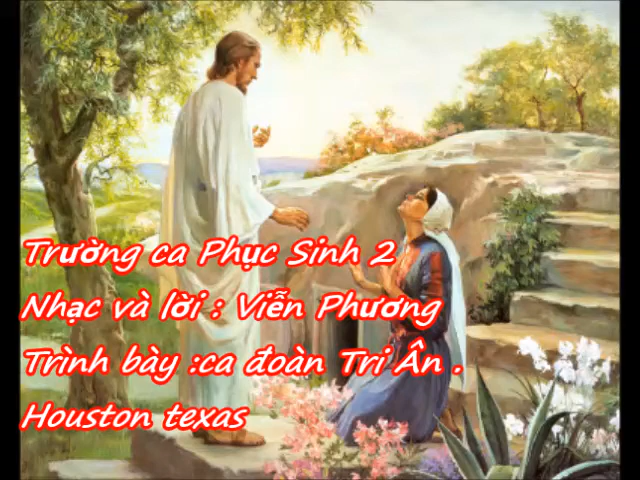 Trường ca Phục Sinh 2
Nhạc và lời : Viễn Phương
Trình bày :ca đoàn Tri Ân .
Houston texas